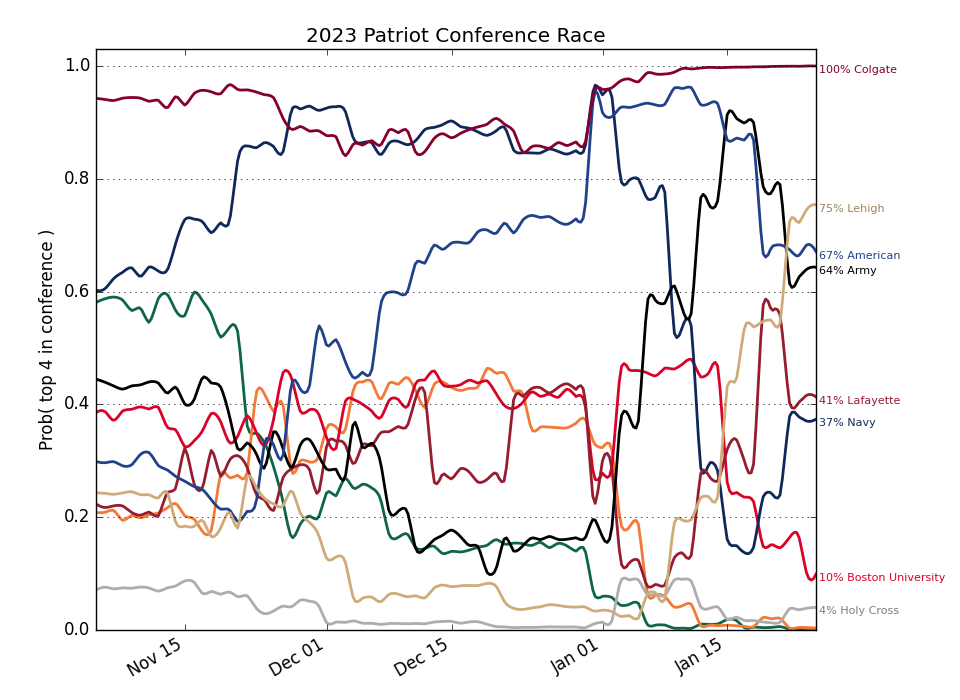 2023 Patriot Conference Race
Prob( top 4 in conference )
1.0
0.8
0.6
0.4
0.2
0.0
Nov 15
Dec 01
Dec 15
Jan 01
Jan 15
100% Colgate
75% Lehigh
67% American
64% Army
41% Lafayette
37% Navy
10% Boston University
4% Holy Cross